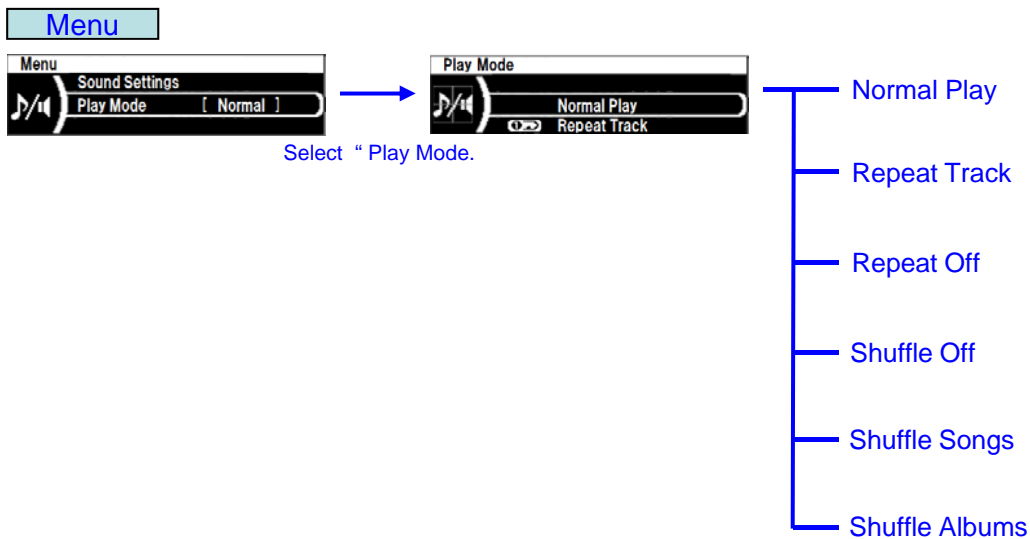 Menu
Menu
Sound Settings
Play Mode [ Normal ]
Play Mode
Normal Play
Repeat Track
Select “ Play Mode.
Normal Play
Repeat Track
Repeat Off
Shuffle Off
Shuffle Songs
Shuffle Albums